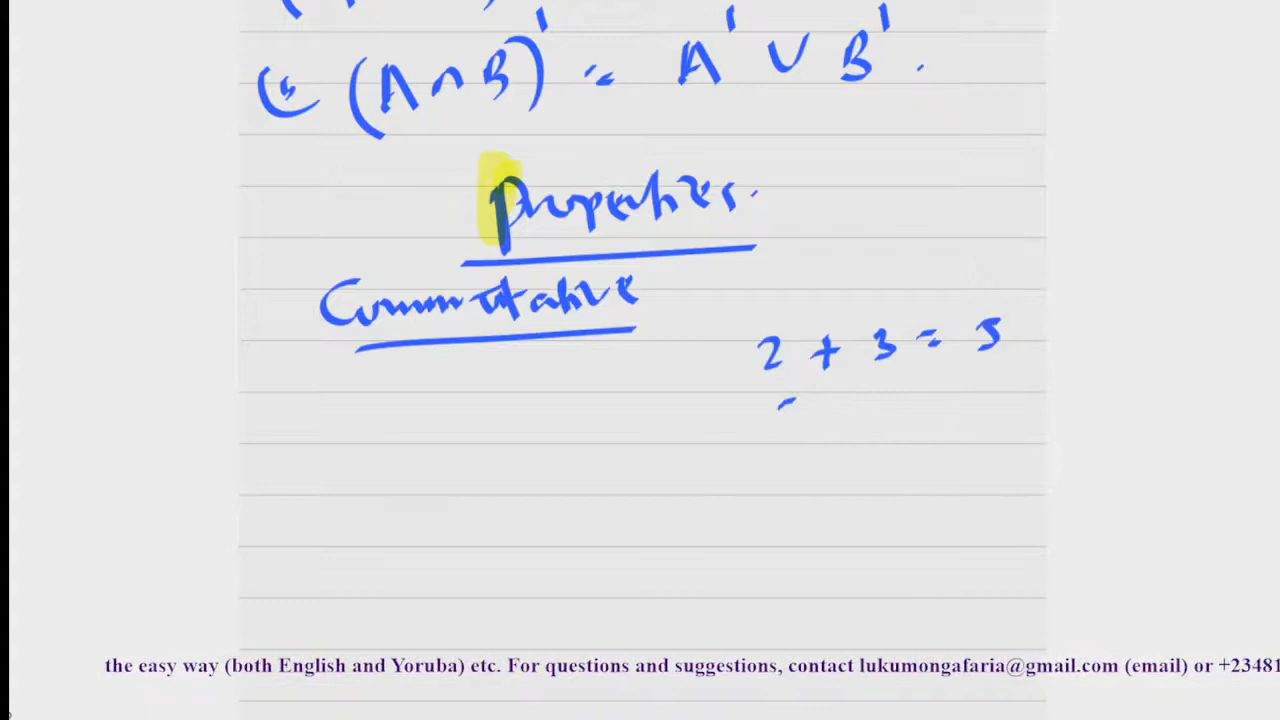 (A ∩ B)' = A' ∪ B'.
Properties.
Commutative
2 + 3 = 5
the easy way (both English and Yoruba) etc. For questions and suggestions, contact lukumongafaria@gmail.com (email) or +23481